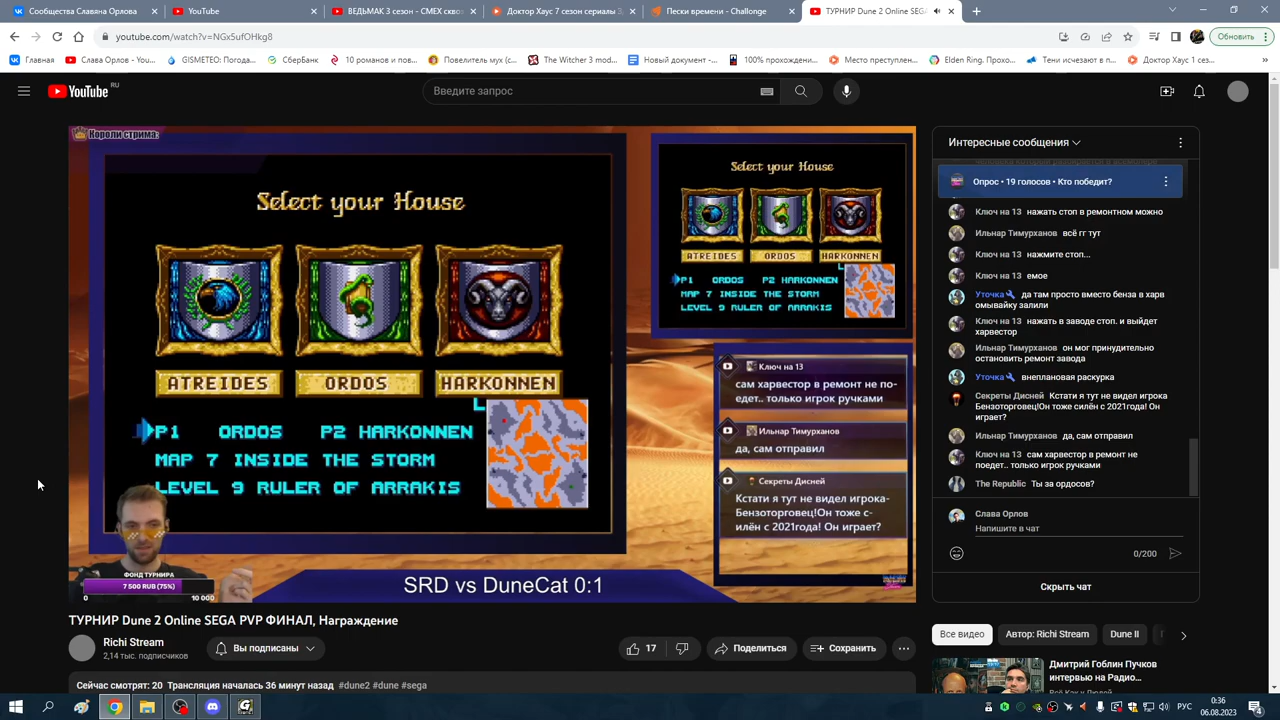 Сообщества Славяна Орлова
YouTube
ВЕДЬМАК 3 сезон - СМЕХ сквоз
Доктор Хаус 7 сезон сериалы
Пески времени - Challonge
ТУРНИР Dune 2 Online SEGA
youtube.com/watch?v=NGx5ufOHkg8
Обновить
Главная
Слава Орлов - You...
GISMETEO: Погода...
СберБанк
10 романов и пов...
Повелитель мух (с...
The Witcher 3 mod...
Новый документ -...
100% прохождени...
Место преступлен...
Elden Ring. Прохо...
Тени исчезают в п...
Доктор Хаус 1 сез...
YouTube RU
Введите запрос
Короли стрима:
Select your House
ATREIDES ORDOS HARKONNEN
P1 ORDOS P2 HARKONNEN
MAP 7 INSIDE THE STORM
LEVEL 9 RULER OF ARRAKIS
ФОНД ТУРНИРА
7 500 RUB (75%)
0 10 000
SRD vs DuneCat 0:1
Select your House
ATREIDES ORDOS HARKONNEN
P1 ORDOS P2 HARKONNEN
MAP 7 INSIDE THE STORM
LEVEL 9 RULER OF ARRAKIS
Ключ на 13
сам харвестор в ремонт не по-
едет.. только игрок ручками
Ильнар Тимурханов
да, сам отправил
Секреты Дисней
Кстати я тут не видел игрока-
Бензоторговец!Он тоже с-
илён с 2021года! Он играет?
Интересные сообщения
Опрос • 19 голосов • Кто победит?
Ключ на 13 нажать стоп в ремонтном можно
Ильнар Тимурханов всё гг тут
Ключ на 13 нажмите стоп...
Ключ на 13 емое
Уточка да там просто вместо бенза в харв
омывайку залили
Ключ на 13 нажать в заводе стоп. и выйдет
харвестор
Ильнар Тимурханов он мог принудительно
остановить ремонт завода
Уточка внеплановая раскурка
Секреты Дисней Кстати я тут не видел игрока
Бензоторговец!Он тоже силен с 2021года! Он
играет?
Ильнар Тимурханов да, сам отправил
Ключ на 13 сам харвестор в ремонт не
поедет.. только игрок ручками
The Republic Ты за ордосов?
Слава Орлов
Напишите в чат
0/200
Скрыть чат
ТУРНИР Dune 2 Online SEGA PVP ФИНАЛ, Награждение
Richi Stream
2,14 тыс. подписчиков
Вы подписаны
17
Поделиться
Сохранить
Сейчас смотрят: 20 Трансляция началась 36 минут назад #dune2 #dune #sega
Все видео
Автор: Richi Stream
Dune II
Дмитрий Гоблин Пучков
интервью на Радио...
Всё Как у Людей
РУС
0:36
06.08.2023
4